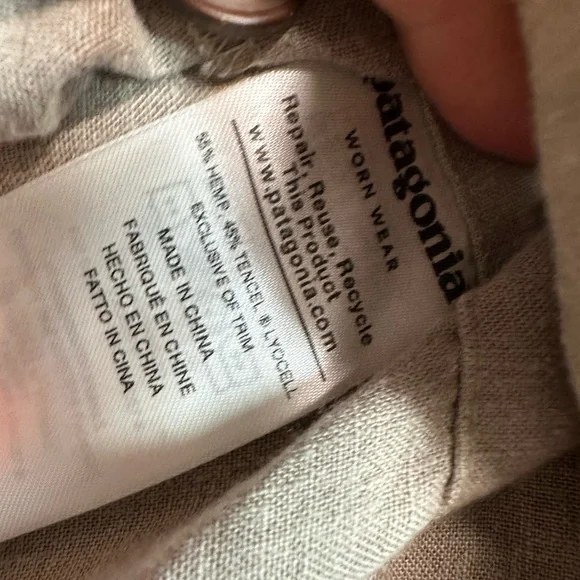 patagonia
WORN WEAR
Repair, Reuse, Recycle
This Product
www.patagonia.com
55% HEMP, 45% TENCEL ® LYOCELL
EXCLUSIVE OF TRIM
MADE IN CHINA
FABRIQUÉ EN CHINE
HECHO EN CHINA
FATTO IN CINA